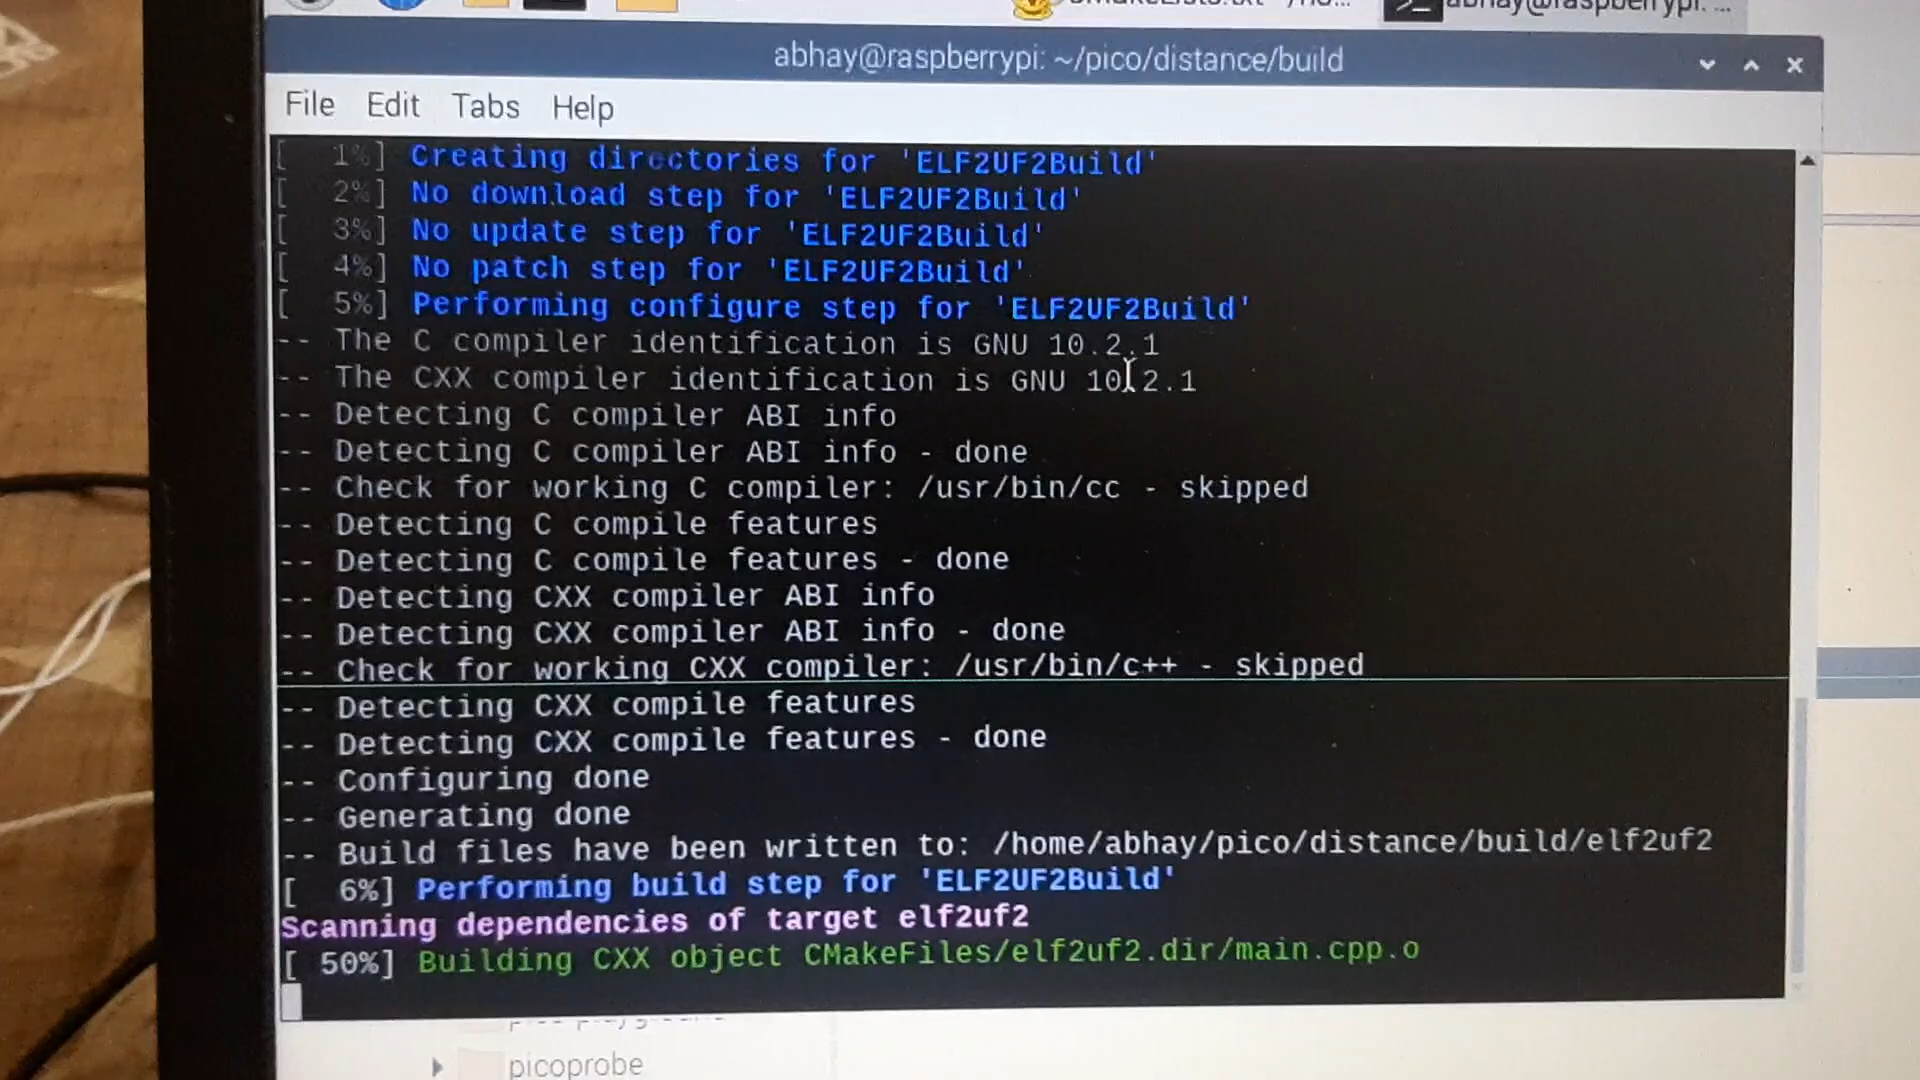 abhay@raspberrypi: ...
abhay@raspberrypi: ~/pico/distance/build
File Edit Tabs Help
[ 1%] Creating directories for 'ELF2UF2Build'
[ 2%] No download step for 'ELF2UF2Build'
[ 3%] No update step for 'ELF2UF2Build'
[ 4%] No patch step for 'ELF2UF2Build'
[ 5%] Performing configure step for 'ELF2UF2Build'
-- The C compiler identification is GNU 10.2.1
-- The CXX compiler identification is GNU 10.2.1
-- Detecting C compiler ABI info
-- Detecting C compiler ABI info - done
-- Check for working C compiler: /usr/bin/cc - skipped
-- Detecting C compile features
-- Detecting C compile features - done
-- Detecting CXX compiler ABI info
-- Detecting CXX compiler ABI info - done
-- Check for working CXX compiler: /usr/bin/c++ - skipped
-- Detecting CXX compile features
-- Detecting CXX compile features - done
-- Configuring done
-- Generating done
-- Build files have been written to: /home/abhay/pico/distance/build/elf2uf2
[ 6%] Performing build step for 'ELF2UF2Build'
Scanning dependencies of target elf2uf2
[ 50%] Building CXX object CMakeFiles/elf2uf2.dir/main.cpp.o
picoprobe